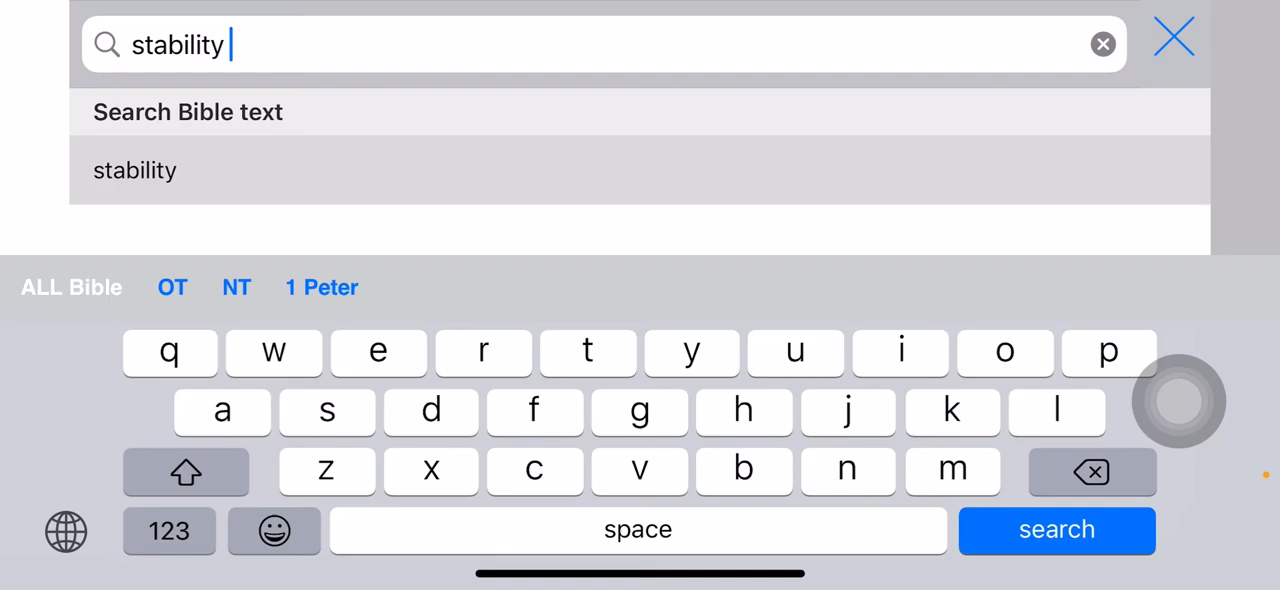 stability
Search Bible text
stability
ALL Bible OT NT 1 Peter
q w e r t y u i o p
a s d f g h j k l
z x c v b n m
123 space search